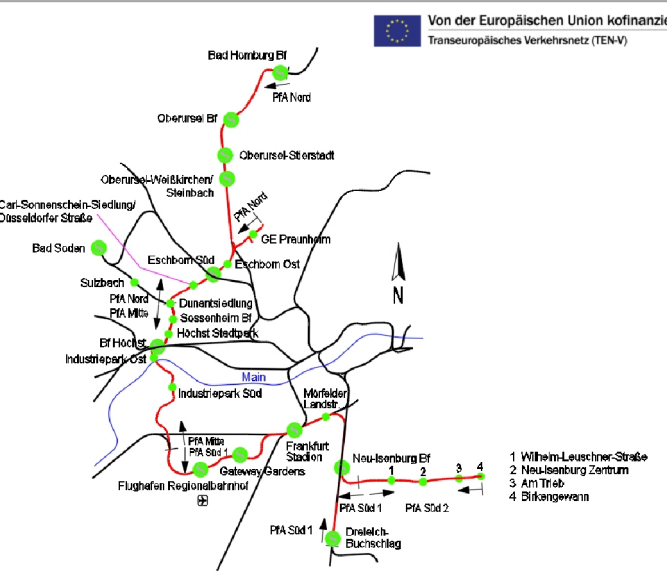 Von der Europäischen Union kofinanzie
Transeuropäisches Verkehrsnetz (TEN-V)
Bad Homburg Bf
PfA Nord
Oberursel Bf
Oberursel-Stierstadt
Oberursel-Weißkirchen/
Steinbach
Carl-Sonnenschein-Siedlung/
Düsseldorfer Straße
PfA Nord
GE Praunheim
Bad Soden
Eschborn Süd
Eschborn Ost
Sulzbach
PfA Nord
PfA Mitte
Dunantsiedlung
Sossenheim Bf
Höchst Stadtpark
N
Bf Höchst
Industriepark Ost
Main
Industriepark Süd
Mörfelder
Landstr.
PfA Mitte
PfA Süd 1
Frankfurt
Stadion
Gateway Gardens
Flughafen Regionalbahnhof
Neu-Isenburg Bf
1 2 3 4
1 Wilhelm-Leuschner-Straße
2 Neu-Isenburg Zentrum
3 Am Trieb
4 Birkengewann
PfA Süd 1
PfA Süd 2
PfA Süd 1
Dreieich-
Buchschlag